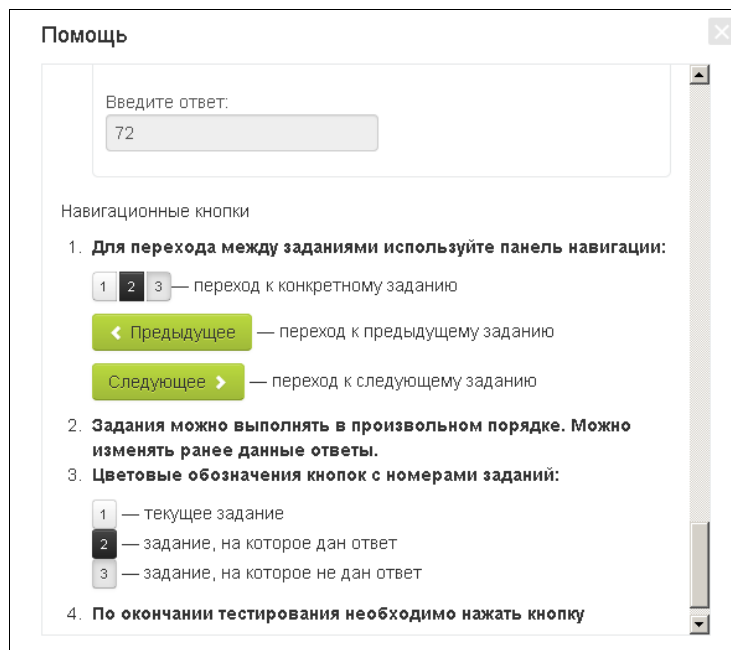 Помощь
Введите ответ:
72
Навигационные кнопки
1. Для перехода между заданиями используйте панель навигации:
1 2 3 — переход к конкретному заданию
Предыдущее — переход к предыдущему заданию
Следующее — переход к следующему заданию
2. Задания можно выполнять в произвольном порядке. Можно
изменять ранее данные ответы.
3. Цветовые обозначения кнопок с номерами заданий:
1 — текущее задание
2 — задание, на которое дан ответ
3 — задание, на которое не дан ответ
4. По окончании тестирования необходимо нажать кнопку